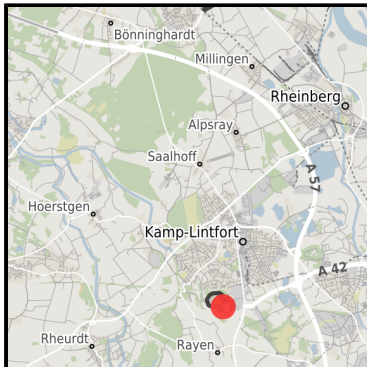 Bönninghardt
Millingen
Rheinberg
Alpsray
Saalhoff
A 57
Hoerstgen
Kamp-Lintfort
A 42
Rheurdt
Rayen